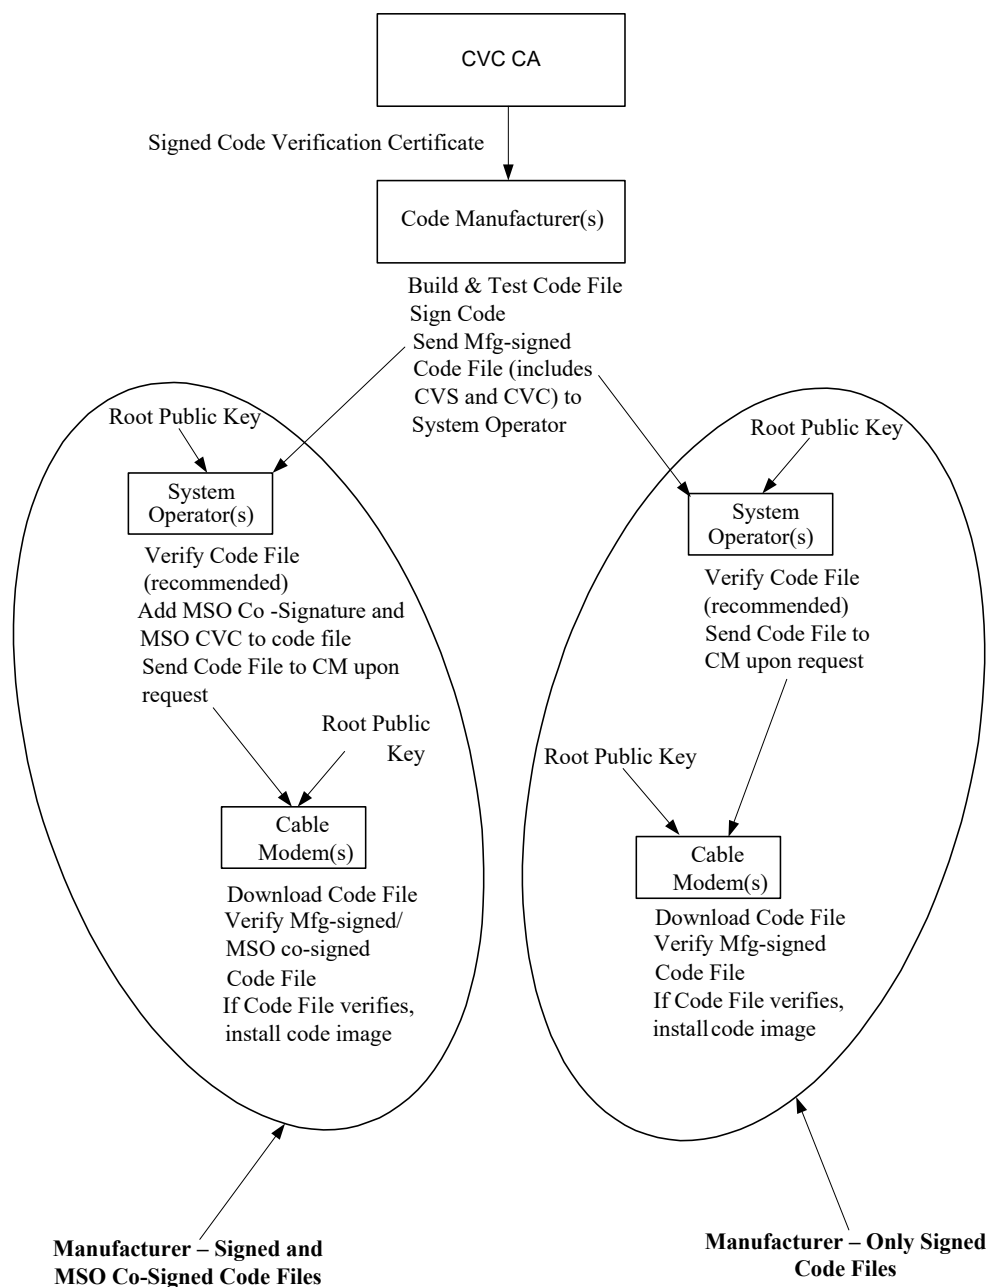 CVC CA
Signed Code Verification Certificate
Code Manufacturer(s)
Build & Test Code File
Sign Code
Send Mfg-signed
Code File (includes
CVS and CVC) to
System Operator
Root Public Key
System
Operator(s)
Verify Code File
(recommended)
Add MSO Co -Signature and
MSO CVC to code file
Send Code File to CM upon
request
Root Public
Key
Cable
Modem(s)
Download Code File
Verify Mfg-signed/
MSO co-signed
Code File
If Code File verifies,
install code image
Manufacturer – Signed and
MSO Co-Signed Code Files
Root Public Key
System
Operator(s)
Verify Code File
(recommended)
Send Code File to
CM upon request
Root Public Key
Cable
Modem(s)
Download Code File
Verify Mfg-signed
Code File
If Code File verifies,
install code image
Manufacturer – Only Signed
Code Files